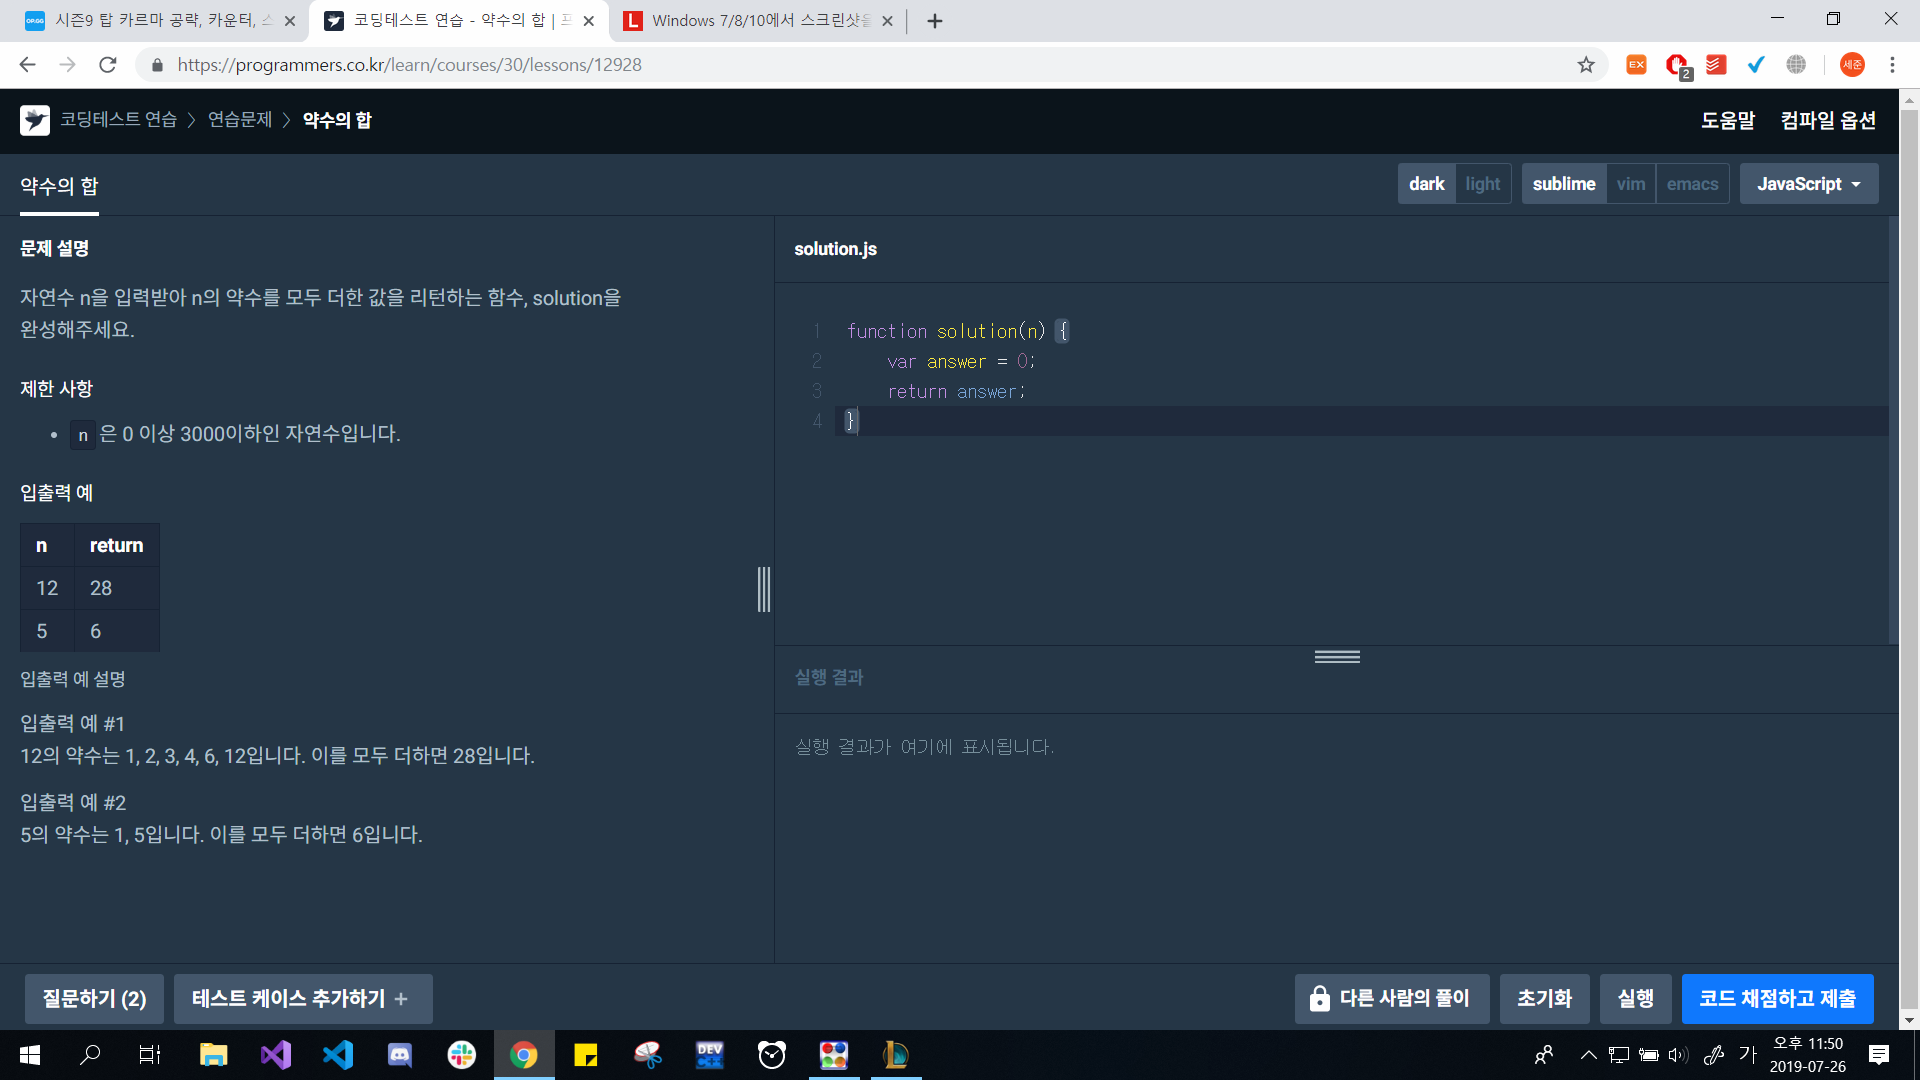 시즌9 탑 카르마 공략, 카운터, 스
코딩테스트 연습 - 약수의 합 | 프
Windows 7/8/10에서 스크린샷을
https://programmers.co.kr/learn/courses/30/lessons/12928
EX
2
세준
코딩테스트 연습 > 연습문제 > 약수의 합
도움말
컴파일 옵션
약수의 합
dark
light
sublime
vim
emacs
JavaScript
문제 설명
자연수 n을 입력받아 n의 약수를 모두 더한 값을 리턴하는 함수, solution을
완성해주세요.
제한 사항
• n 은 0 이상 3000이하인 자연수입니다.
입출력 예
n return
12 28
5 6
입출력 예 설명
입출력 예 #1
12의 약수는 1, 2, 3, 4, 6, 12입니다. 이를 모두 더하면 28입니다.
입출력 예 #2
5의 약수는 1, 5입니다. 이를 모두 더하면 6입니다.
solution.js
1 function solution(n) {
2 var answer = 0;
3 return answer;
4 }
실행 결과
실행 결과가 여기에 표시됩니다.
질문하기 (2)
테스트 케이스 추가하기 +
다른 사람의 풀이
초기화
실행
코드 채점하고 제출
DEV
C++
가
오후 11:50
2019-07-26